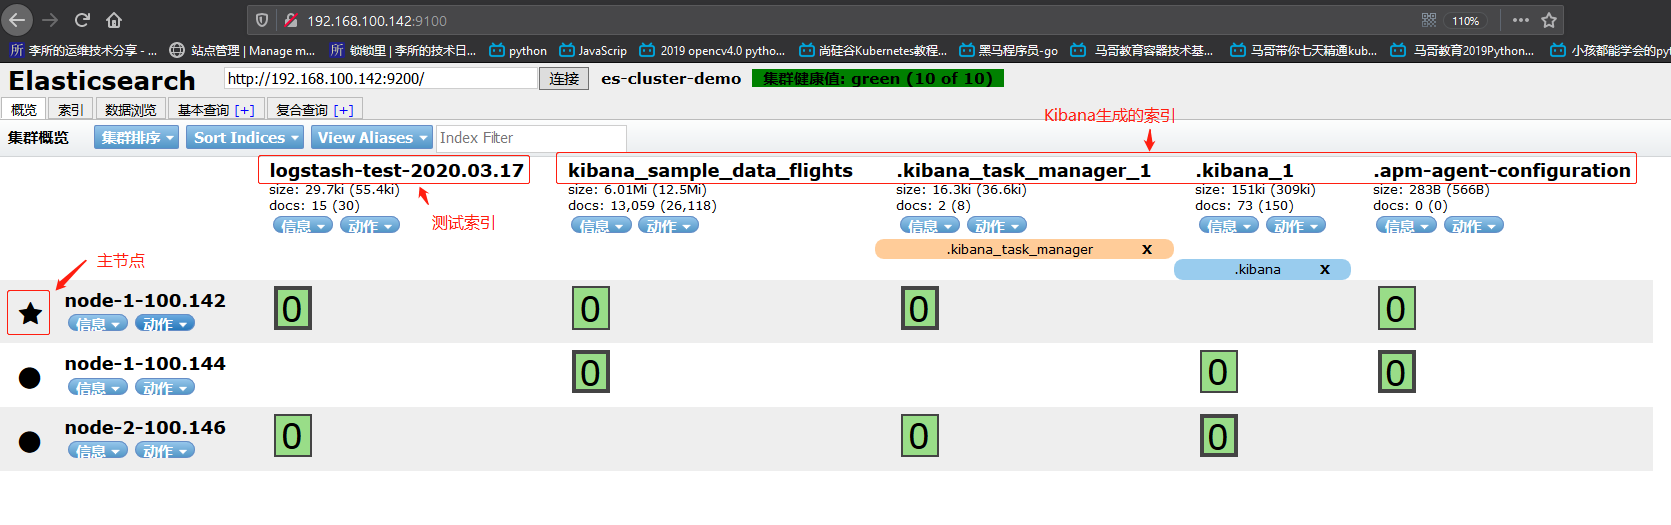 192.168.100.142:9100
110%
所 李所的运维技术分享 - ...
站点管理 | Manage m...
所 锁锁里 | 李所的技术日...
python
JavaScrip
2019 opencv4.0 pytho...
尚硅谷Kubernetes教程...
黑马程序员-go
马哥教育容器技术基...
马哥带你七天精通kub...
马哥教育2019Python...
小孩都能学会的pyt
Elasticsearch
http://192.168.100.142:9200/
连接
es-cluster-demo
集群健康值: green (10 of 10)
概览 索引 数据浏览 基本查询 [+] 复合查询 [+]
Kibana生成的索引
集群概览 集群排序 Sort Indices View Aliases Index Filter
logstash-test-2020.03.17 kibana_sample_data_flights .kibana_task_manager_1 .kibana_1 .apm-agent-configuration
size: 29.7ki (55.4ki) size: 6.01Mi (12.5Mi) size: 16.3ki (36.6ki) size: 151ki (309ki) size: 283B (566B)
docs: 15 (30) docs: 13,059 (26,118) docs: 2 (8) docs: 73 (150) docs: 0 (0)
信息 动作 信息 动作 信息 动作 信息 动作 信息 动作
测试索引
.kibana_task_manager X
.kibana X
主节点
node-1-100.142 0 0 0 0
信息 动作
node-1-100.144 0 0 0
信息 动作
node-2-100.146 0 0 0
信息 动作